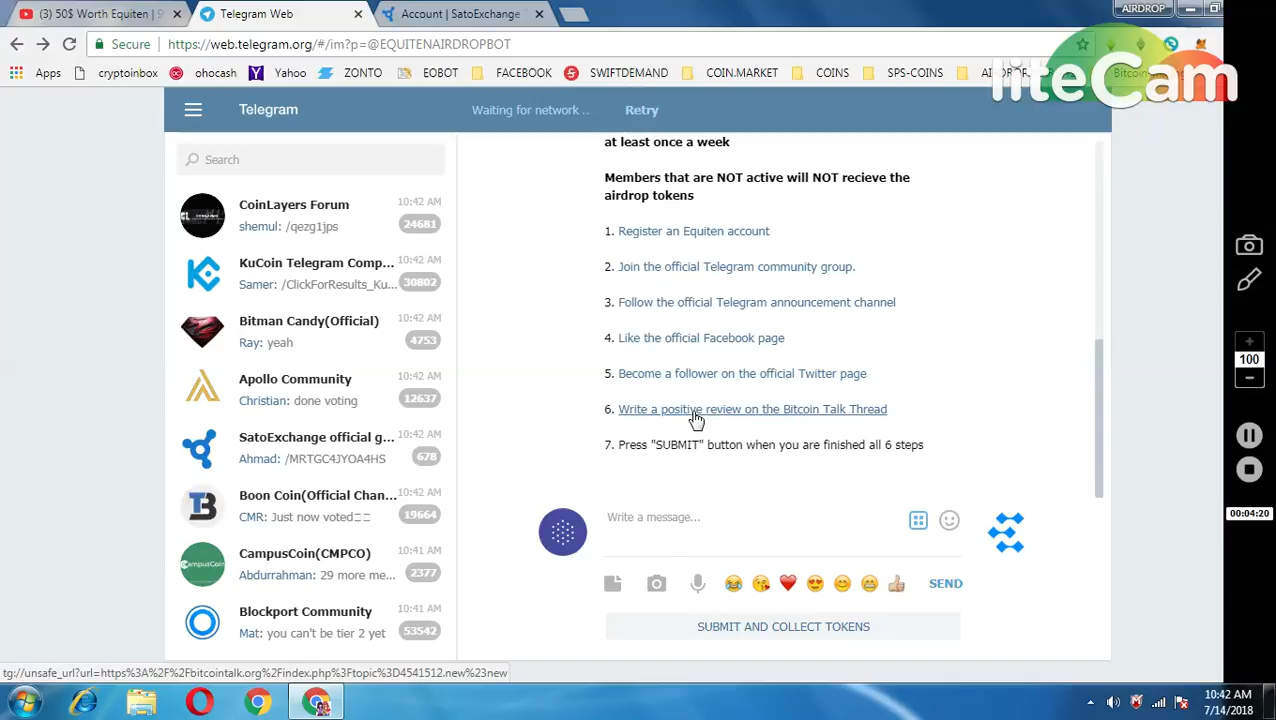 (3) 50$ Worth Equiten | 9
Telegram Web
Account | SatoExchange
AIRDROP
Secure
https://web.telegram.org/#/im?p=@EQUITENAIRDROPBOT
Apps
cryptoinbox
ohocash
Yahoo
ZONTO
EOBOT
FACEBOOK
SWIFTDEMAND
COIN.MARKET
COINS
SPS-COINS
liteCam
Telegram
Waiting for network ..
Retry
Search
CoinLayers Forum
10:42 AM
shemul: /qezg1jps
24681
KuCoin Telegram Comp...
10:42 AM
Samer: /ClickForResults_Ku...
30802
Bitman Candy(Official)
10:42 AM
Ray: yeah
4753
Apollo Community
10:42 AM
Christian: done voting
12637
SatoExchange official g...
10:42 AM
Ahmad: /MRTGC4JYOA4HS
678
Boon Coin(Official Chan...
10:42 AM
CMR: Just now voted
19664
CampusCoin(CMPCO)
10:41 AM
Abdurrahman: 29 more me...
2377
Blockport Community
10:41 AM
Mat: you can't be tier 2 yet
53542
at least once a week
Members that are NOT active will NOT recieve the
airdrop tokens
1. Register an Equiten account
2. Join the official Telegram community group.
3. Follow the official Telegram announcement channel
4. Like the official Facebook page
5. Become a follower on the official Twitter page
6. Write a positive review on the Bitcoin Talk Thread
7. Press "SUBMIT" button when you are finished all 6 steps
Write a message...
SEND
SUBMIT AND COLLECT TOKENS
100
00:04:20
tg://unsafe_url?url=https%3A%2F%2Fbitcointalk.org%2Findex.php%3Ftopic%3D4541512.new%23new
10:42 AM
7/14/2018